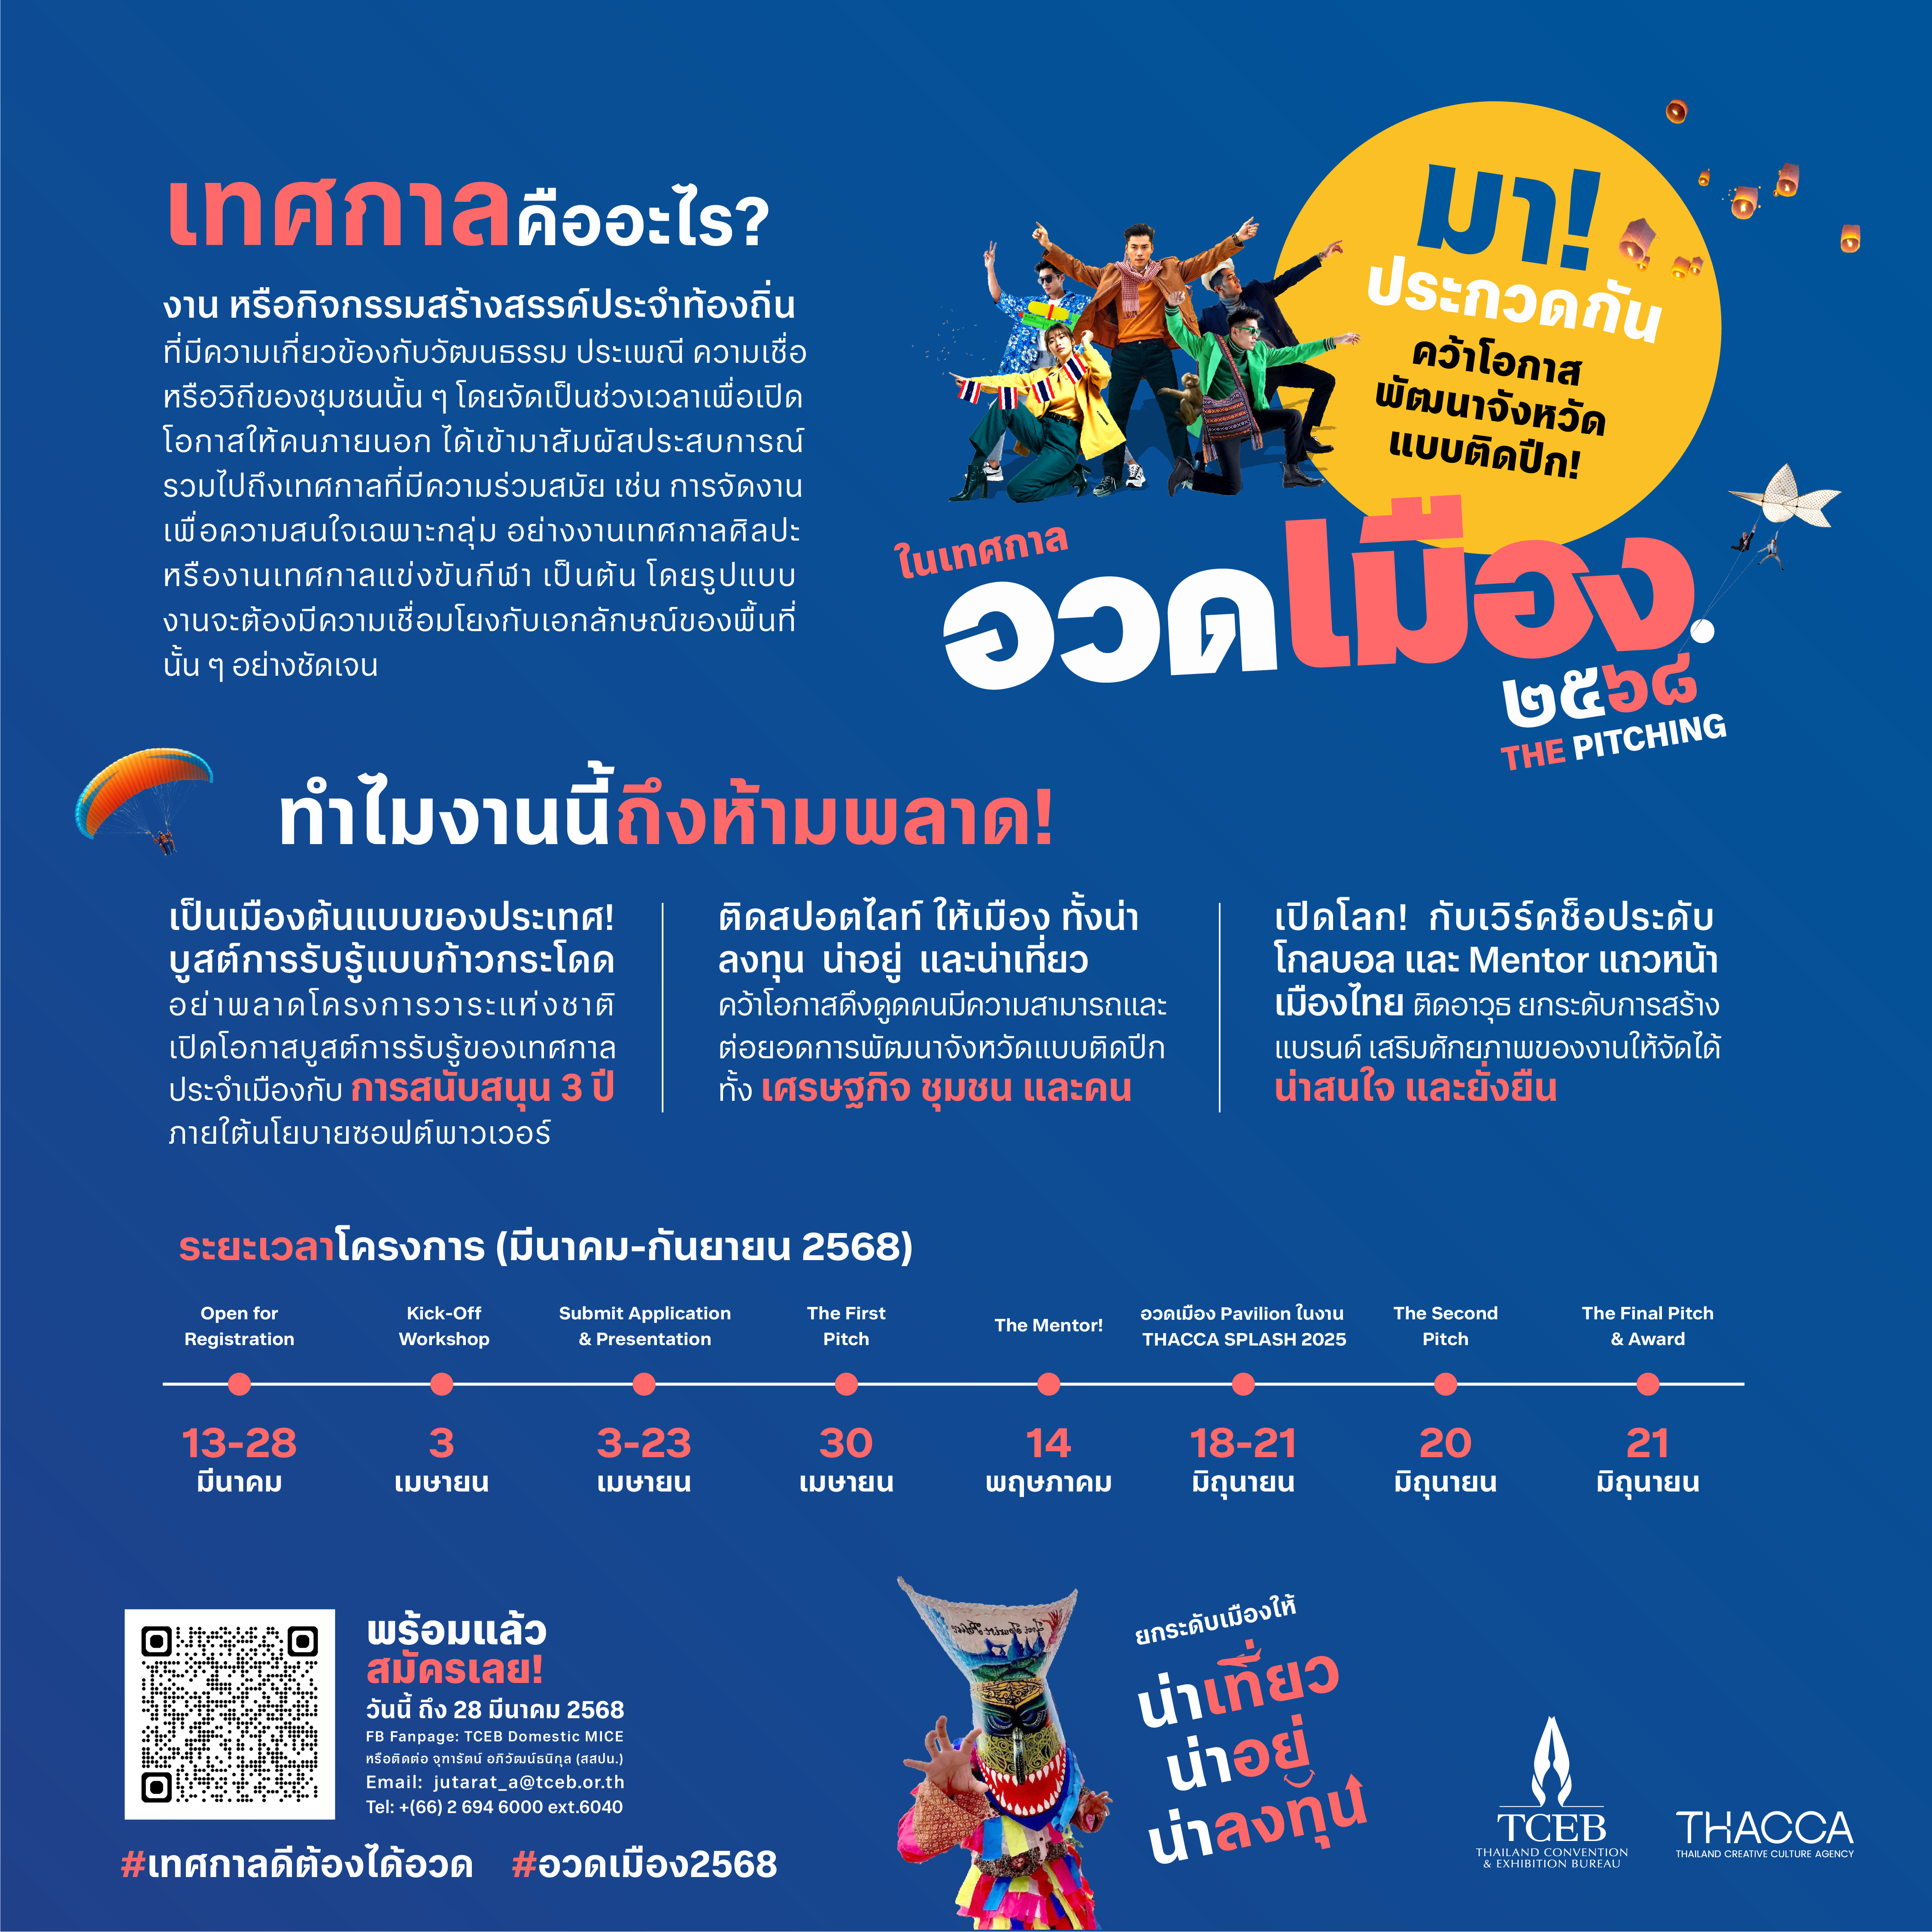 เทศกาลคืออะไร?
งาน หรือกิจกรรมสร้างสรรค์ประจำท้องถิ่น
ที่มีความเกี่ยวข้องกับวัฒนธรรม ประเพณี ความเชื่อ
หรือวิถีของชุมชนนั้น ๆ โดยจัดเป็นช่วงเวลาเพื่อเปิด
โอกาสให้คนภายนอก ได้เข้ามาสัมผัสประสบการณ์
รวมไปถึงเทศกาลที่มีความร่วมสมัย เช่น การจัดงาน
เพื่อความสนใจเฉพาะกลุ่ม อย่างงานเทศกาลศิลปะ
หรืองานเทศกาลแข่งขันกีฬา เป็นต้น โดยรูปแบบ
งานจะต้องมีความเชื่อมโยงกับเอกลักษณ์ของพื้นที่
นั้น ๆ อย่างชัดเจน
มา!
ประกวดกัน
คว้าโอกาส
พัฒนาจังหวัด
แบบติดปีก!
ในเทศกาล
อวดเมือง
๒๕๖๘
THE PITCHING
ทำไมงานนี้ถึงห้ามพลาด!
เป็นเมืองต้นแบบของประเทศ!
บูสต์การรับรู้แบบก้าวกระโดด
อย่าพลาดโครงการวาระแห่งชาติ
เปิดโอกาสบูสต์การรับรู้ของเทศกาล
ประจำเมืองกับ การสนับสนุน 3 ปี
ภายใต้นโยบายซอฟต์พาวเวอร์
ติดสปอตไลท์ ให้เมือง ทั้งน่า
ลงทุน น่าอยู่ และน่าเที่ยว
คว้าโอกาสดึงดูดคนมีความสามารถและ
ต่อยอดการพัฒนาจังหวัดแบบติดปีก
ทั้ง เศรษฐกิจ ชุมชน และคน
เปิดโลก! กับเวิร์คช็อประดับ
โกลบอล และ Mentor แถวหน้า
เมืองไทย ติดอาวุธ ยกระดับการสร้าง
แบรนด์ เสริมศักยภาพของงานให้จัดได้
น่าสนใจ และยั่งยืน
ระยะเวลาโครงการ (มีนาคม-กันยายน 2568)
Open for
Registration
13-28
มีนาคม
Kick-Off
Workshop
3
เมษายน
Submit Application
& Presentation
3-23
เมษายน
The First
Pitch
30
เมษายน
The Mentor!
14
พฤษภาคม
อวดเมือง Pavilion ในงาน
THACCA SPLASH 2025
18-21
มิถุนายน
The Second
Pitch
20
มิถุนายน
The Final Pitch
& Award
21
มิถุนายน
พร้อมแล้ว
สมัครเลย!
วันนี้ ถึง 28 มีนาคม 2568
FB Fanpage: TCEB Domestic MICE
หรือติดต่อ จุฑารัตน์ อภิวัฒน์ธนิกุล (สสปน.)
Email: jutarat_a@tceb.or.th
Tel: +(66) 2 694 6000 ext.6040
#เทศกาลดีต้องได้อวด #อวดเมือง2568
ยกระดับเมืองให้
น่าเที่ยว
น่าอยู่
น่าลงทุน
TCEB
THAILAND CONVENTION
& EXHIBITION BUREAU
THACCA
THAILAND CREATIVE CULTURE AGENCY